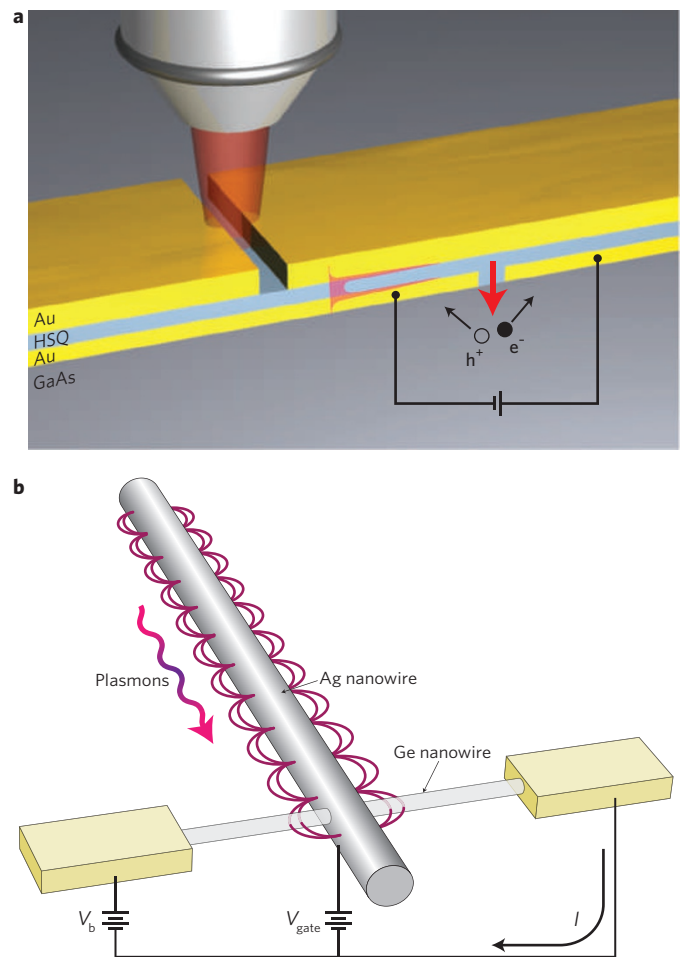 a
Au
HSQ
Au
GaAs
h+
e-
b
Plasmons
Ag nanowire
Ge nanowire
Vb
Vgate
I